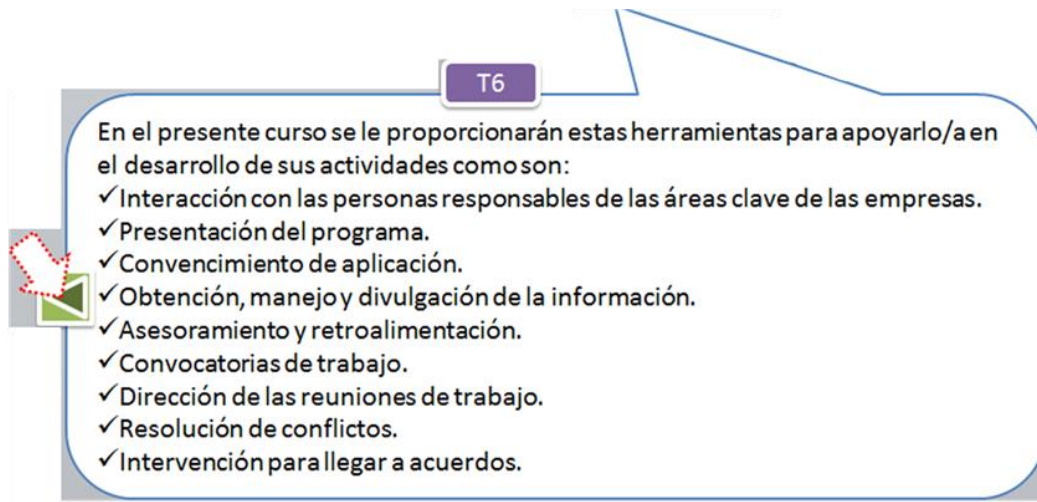 T6
En el presente curso se le proporcionarán estas herramientas para apoyarlo/a en
el desarrollo de sus actividades como son:
✓Interacción con las personas responsables de las áreas clave de las empresas.
✓Presentación del programa.
✓Convencimiento de aplicación.
✓Obtención, manejo y divulgación de la información.
✓Asesoramiento y retroalimentación.
✓Convocatorias de trabajo.
✓Dirección de las reuniones de trabajo.
✓Resolución de conflictos.
✓Intervención para llegar a acuerdos.